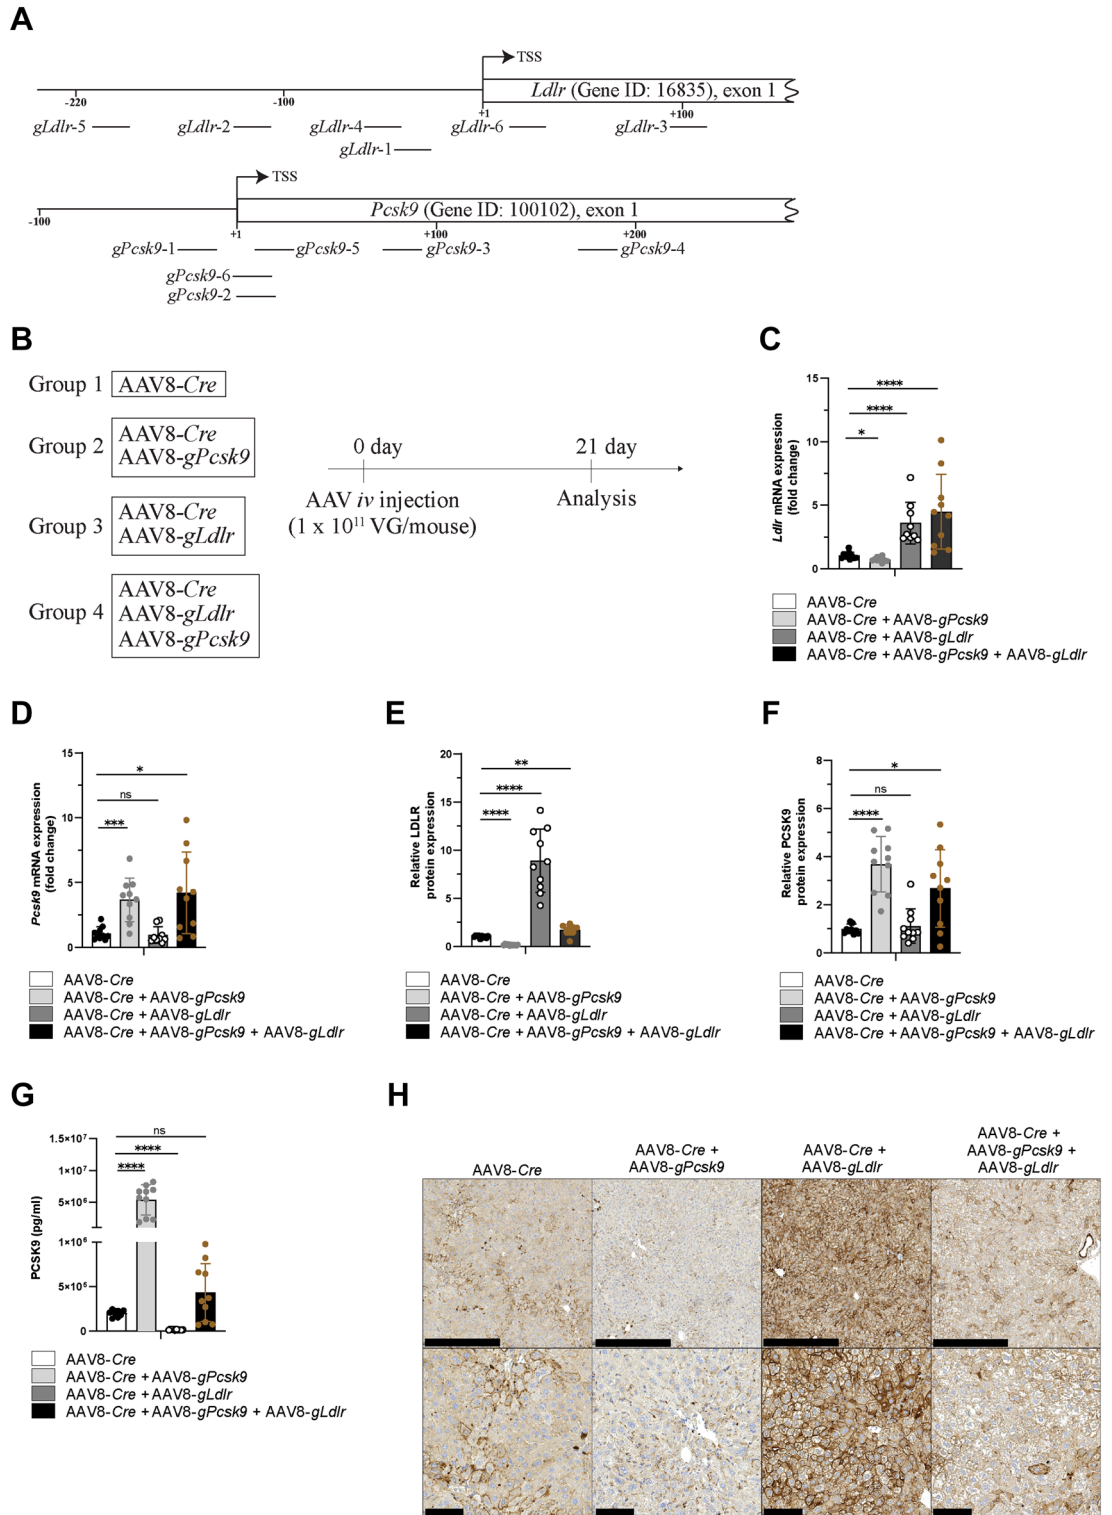 A
TSS
Ldlr (Gene ID: 16835), exon 1
-220
-100
+1
+100
gLdlr-5
gLdlr-2
gLdlr-4
gLdlr-6
gLdlr-3
gLdlr-1
TSS
Pcsk9 (Gene ID: 100102), exon 1
-100
+1
+100
+200
gPcsk9-1
gPcsk9-5
gPcsk9-3
gPcsk9-4
gPcsk9-6
gPcsk9-2
B
Group 1
AAV8-Cre
Group 2
AAV8-Cre
AAV8-gPcsk9
Group 3
AAV8-Cre
AAV8-gLdlr
Group 4
AAV8-Cre
AAV8-gLdlr
AAV8-gPcsk9
0 day
21 day
AAV iv injection
(1 x 10¹¹ VG/mouse)
Analysis
C
Ldlr mRNA expression
(fold change)
15
10
5
0
****
****
*
AAV8-Cre
AAV8-Cre + AAV8-gPcsk9
AAV8-Cre + AAV8-gLdlr
AAV8-Cre + AAV8-gPcsk9 + AAV8-gLdlr
D
Pcsk9 mRNA expression
(fold change)
15
10
5
0
*
ns
***
AAV8-Cre
AAV8-Cre + AAV8-gPcsk9
AAV8-Cre + AAV8-gLdlr
AAV8-Cre + AAV8-gPcsk9 + AAV8-gLdlr
E
Relative LDLR
protein expression
20
15
10
5
0
**
****
****
AAV8-Cre
AAV8-Cre + AAV8-gPcsk9
AAV8-Cre + AAV8-gLdlr
AAV8-Cre + AAV8-gPcsk9 + AAV8-gLdlr
F
Relative PCSK9
protein expression
8
6
4
2
0
*
ns
****
AAV8-Cre
AAV8-Cre + AAV8-gPcsk9
AAV8-Cre + AAV8-gLdlr
AAV8-Cre + AAV8-gPcsk9 + AAV8-gLdlr
G
PCSK9 (pg/ml)
1.5×10⁷
1×10⁷
5×10⁶
1×10⁶
5×10⁵
0
ns
****
****
AAV8-Cre
AAV8-Cre + AAV8-gPcsk9
AAV8-Cre + AAV8-gLdlr
AAV8-Cre + AAV8-gPcsk9 + AAV8-gLdlr
H
AAV8-Cre
AAV8-Cre +
AAV8-gPcsk9
AAV8-Cre +
AAV8-gLdlr
AAV8-Cre +
AAV8-gPcsk9 +
AAV8-gLdlr